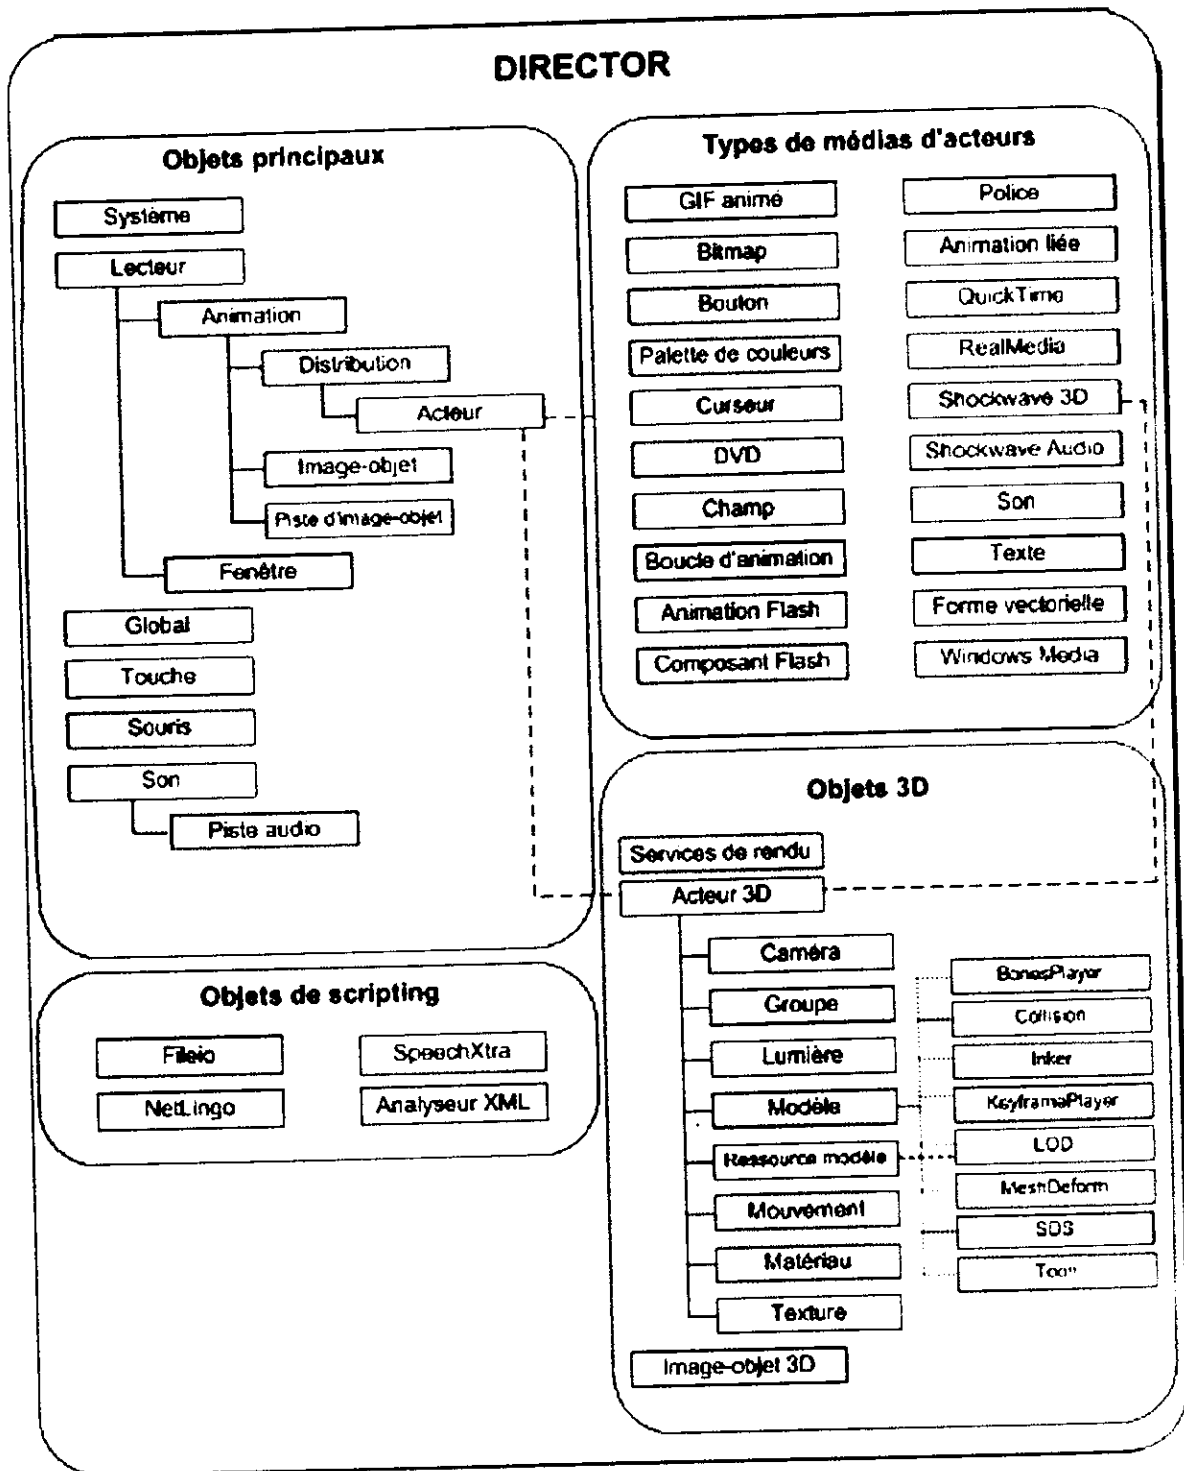 DIRECTOR
Objets principaux
Système
Lecteur
Animation
Distribution
Acteur
Image-objet
Piste d'image-objet
Fenêtre
Global
Touche
Souris
Son
Piste audio
Types de médias d'acteurs
GIF animé
Bitmap
Bouton
Palette de couleurs
Curseur
DVD
Champ
Boucle d'animation
Animation Flash
Composant Flash
Police
Animation liée
QuickTime
RealMedia
Shockwave 3D
Shockwave Audio
Son
Texte
Forme vectorielle
Windows Media
Objets de scripting
Fileio
NetLingo
SpeechXtra
Analyseur XML
Objets 3D
Services de rendu
Acteur 3D
Caméra
Groupe
Lumière
Modèle
Ressource modèle
Mouvement
Matériau
Texture
BonesPlayer
Collision
Inker
KeyframePlayer
LOD
MeshDeform
SDS
Toon
Image-objet 3D